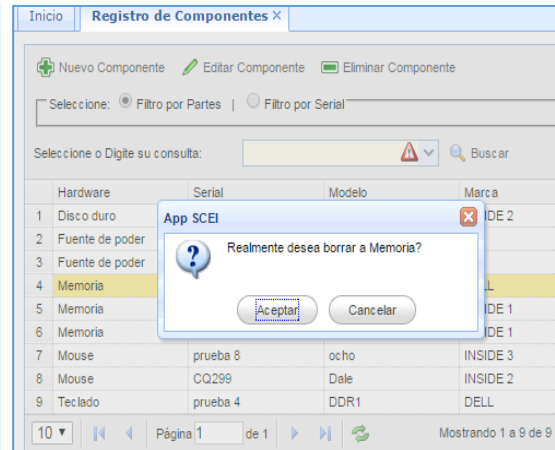 Inicio Registro de Componentes ×
Nuevo Componente Editar Componente Eliminar Componente
Seleccione: Filtro por Partes | Filtro por Serial
Seleccione o Digite su consulta: Buscar
Hardware Serial Modelo Marca
1 Disco duro IDE 2
2 Fuente de poder
3 Fuente de poder
4 Memoria
5 Memoria IDE 1
6 Memoria IDE 1
7 Mouse prueba 8 ocho INSIDE 3
8 Mouse CQ299 Dale INSIDE 2
9 Teclado prueba 4 DDR1 DELL
App SCEI
Realmente desea borrar a Memoria?
Aceptar Cancelar
10 Página 1 de 1 Mostrando 1 a 9 de 9